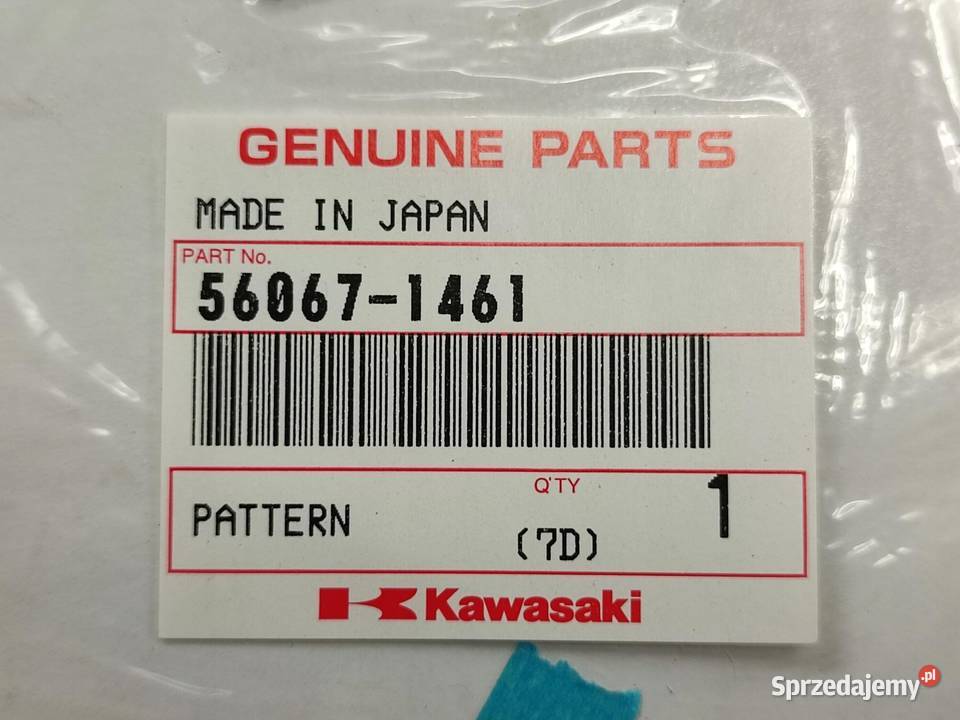 GENUINE PARTS
MADE IN JAPAN
PART No.
56067-1461
Q'TY
1
PATTERN
(7D)
Kawasaki
Sprzedajemy.pl